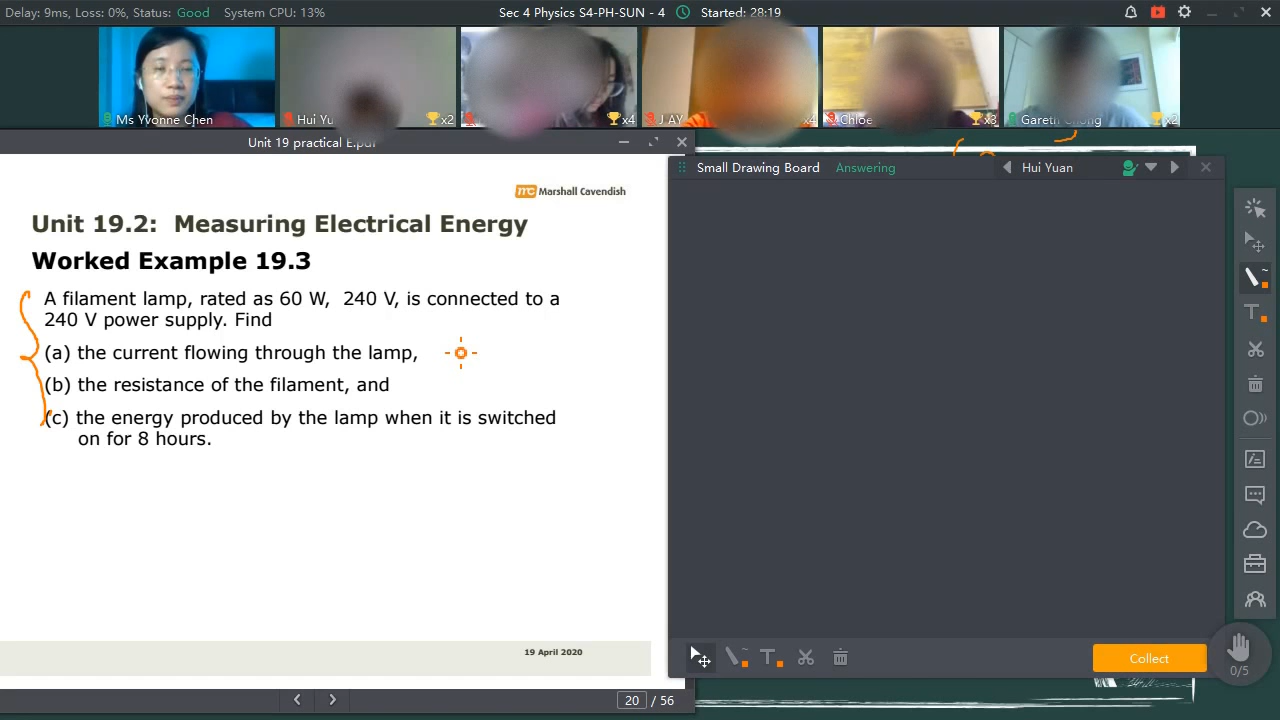 Delay: 9ms, Loss: 0%, Status: Good System CPU: 13% Sec 4 Physics S4-PH-SUN - 4 Started: 28:19
Ms Yvonne Chen Hui Yu x2 x4 J AY x4 Chloe x3 Gareth Chong x2
Unit 19 practical E.pdf
mc Marshall Cavendish
Unit 19.2: Measuring Electrical Energy
Worked Example 19.3
A filament lamp, rated as 60 W, 240 V, is connected to a
240 V power supply. Find
(a) the current flowing through the lamp,
(b) the resistance of the filament, and
(c) the energy produced by the lamp when it is switched
on for 8 hours.
19 April 2020
20 / 56
Small Drawing Board Answering Hui Yuan
Collect
0/5